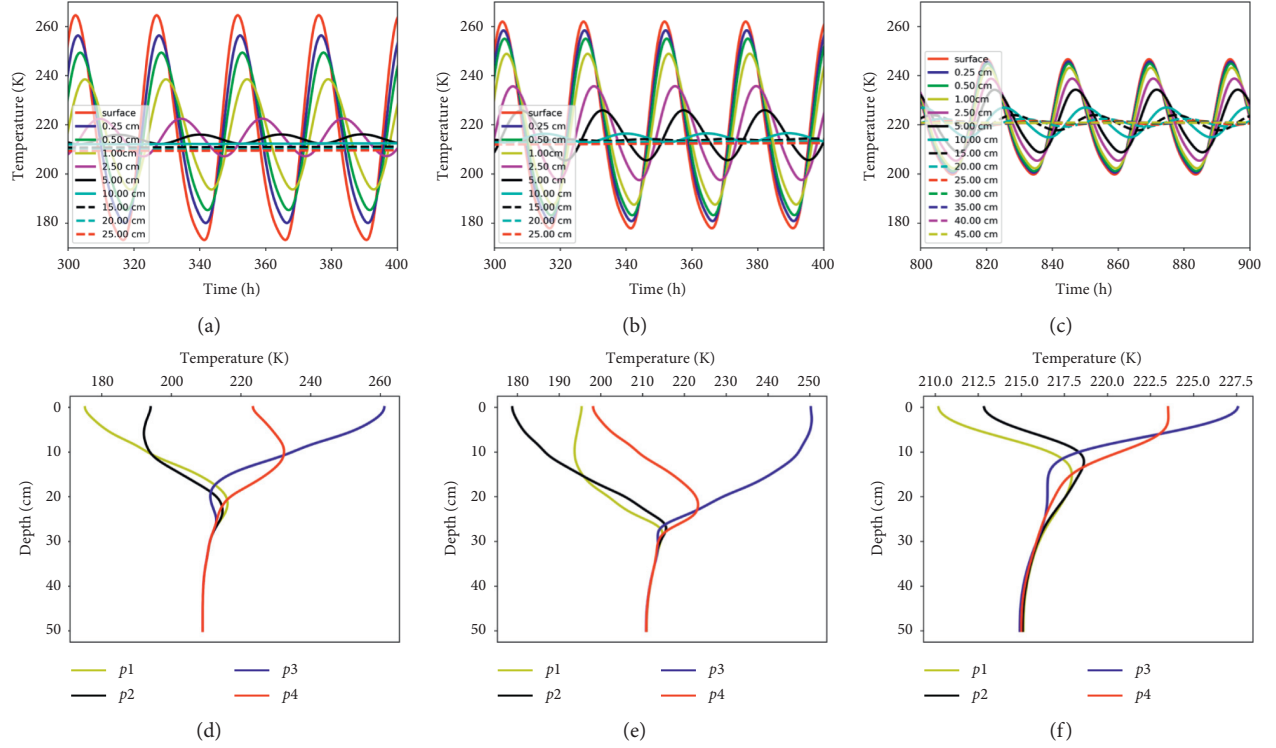 260
240
220
200
180
Temperature (K)
surface
0.25 cm
0.50 cm
1.00cm
2.50 cm
5.00 cm
10.00 cm
15.00 cm
20.00 cm
25.00 cm
300 320 340 360 380 400
Time (h)
(a)
260
240
220
200
180
Temperature (K)
surface
0.25 cm
0.50 cm
1.00 cm
2.50 cm
5.00 cm
10.00 cm
15.00 cm
20.00 cm
25.00 cm
300 320 340 360 380 400
Time (h)
(b)
260
240
220
200
180
Temperature (K)
surface
0.25 cm
0.50 cm
1.00cm
2.50 cm
5.00 cm
10.00 cm
15.00 cm
20.00 cm
25.00 cm
30.00 cm
35.00 cm
40.00 cm
45.00 cm
800 820 840 860 880 900
Time (h)
(c)
Temperature (K)
180 200 220 240 260
0
10
20
30
40
50
Depth (cm)
p1 p3
p2 p4
(d)
Temperature (K)
180 190 200 210 220 230 240 250
0
10
20
30
40
50
Depth (cm)
p1 p3
p2 p4
(e)
Temperature (K)
210.0 212.5 215.0 217.5 220.0 222.5 225.0 227.5
0
10
20
30
40
50
Depth (cm)
p1 p3
p2 p4
(f)